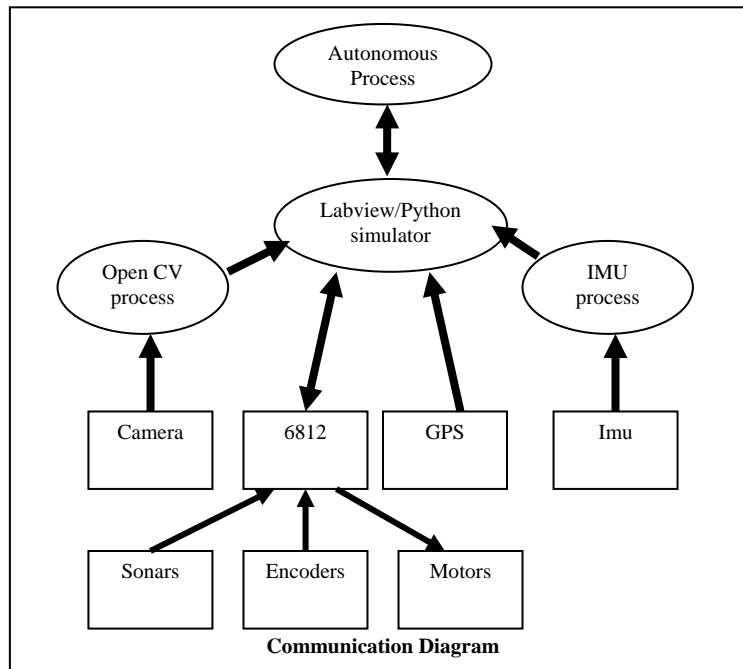 Autonomous
Process
Labview/Python
simulator
Open CV
process
IMU
process
Camera
6812
GPS
Imu
Sonars
Encoders
Motors
Communication Diagram